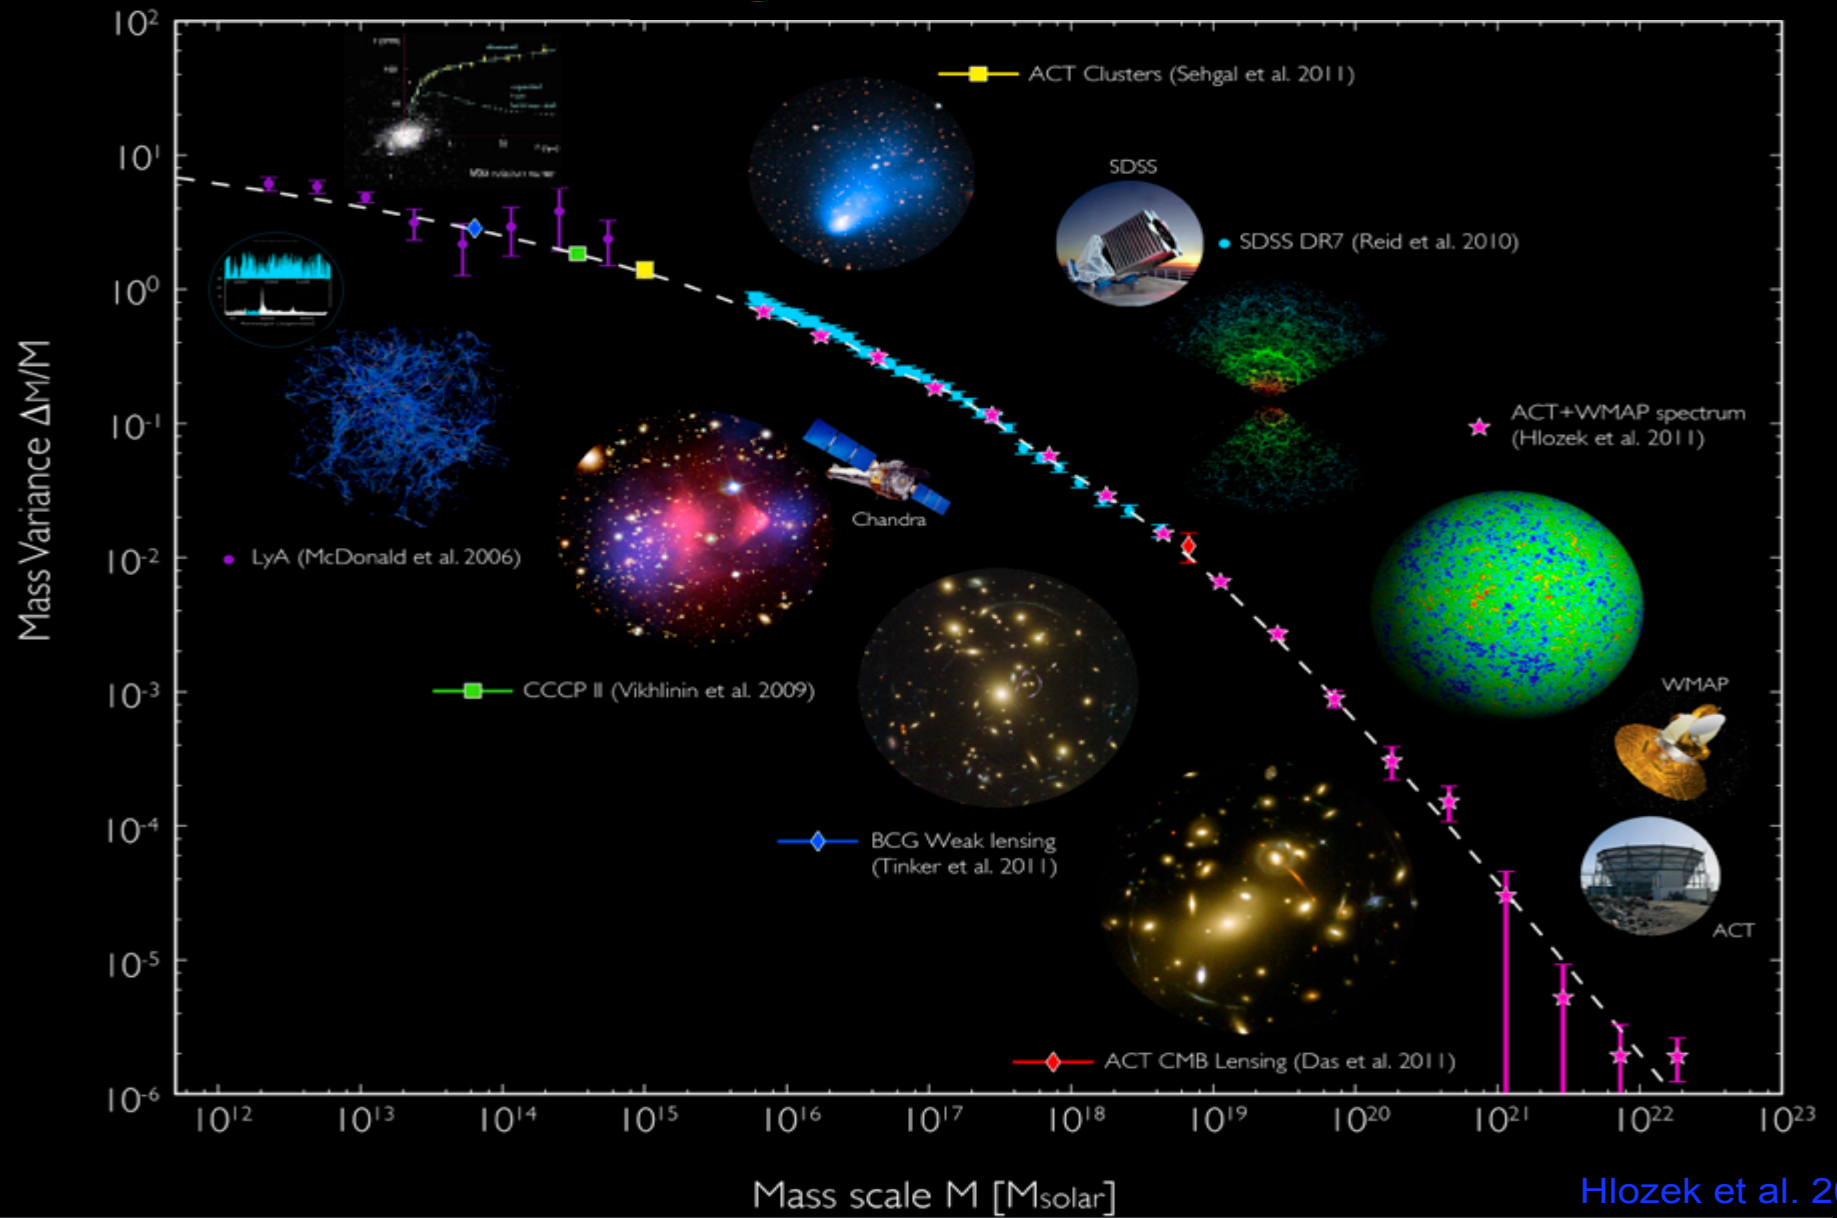 10²
10¹
10⁰
10⁻¹
10⁻²
10⁻³
10⁻⁴
10⁻⁵
10⁻⁶
Mass Variance ΔM/M
ACT Clusters (Sehgal et al. 2011)
SDSS
SDSS DR7 (Reid et al. 2010)
ACT+WMAP spectrum
(Hlozek et al. 2011)
Chandra
LyA (McDonald et al. 2006)
CCCP II (Vikhlinin et al. 2009)
WMAP
BCG Weak lensing
(Tinker et al. 2011)
ACT
ACT CMB Lensing (Das et al. 2011)
10¹² 10¹³ 10¹⁴ 10¹⁵ 10¹⁶ 10¹⁷ 10¹⁸ 10¹⁹ 10²⁰ 10²¹ 10²² 10²³
Mass scale M [Msolar]
Hlozek et al.